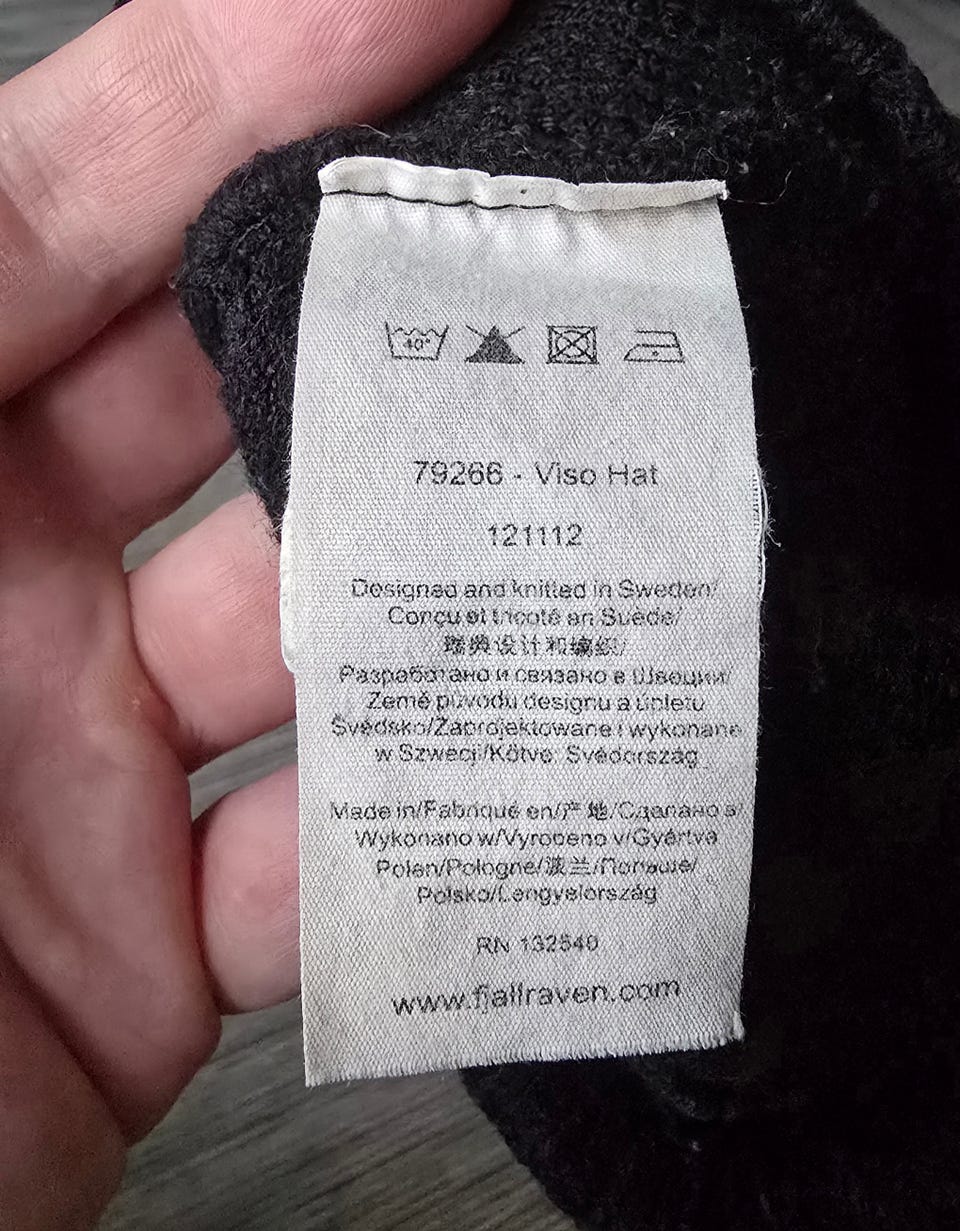 40°
79266 - Viso Hat
121112
Designed and knitted in Sweden/
Conçu et tricoté en Suède/
瑞典设计和编织/
Разработано и связано в Швеции/
Země původu designu a úpletu
Švédsko/Zaprojektowane i wykonane
w Szwecji/Kötve: Svédország
Made in/Fabriqué en/产 地/Сделано в/
Wykonano w/Vyrobeno v/Gyártva
Polen/Pologne/波兰/Польше/
Polsko/Lengyelország
RN 132540
www.fjallraven.com